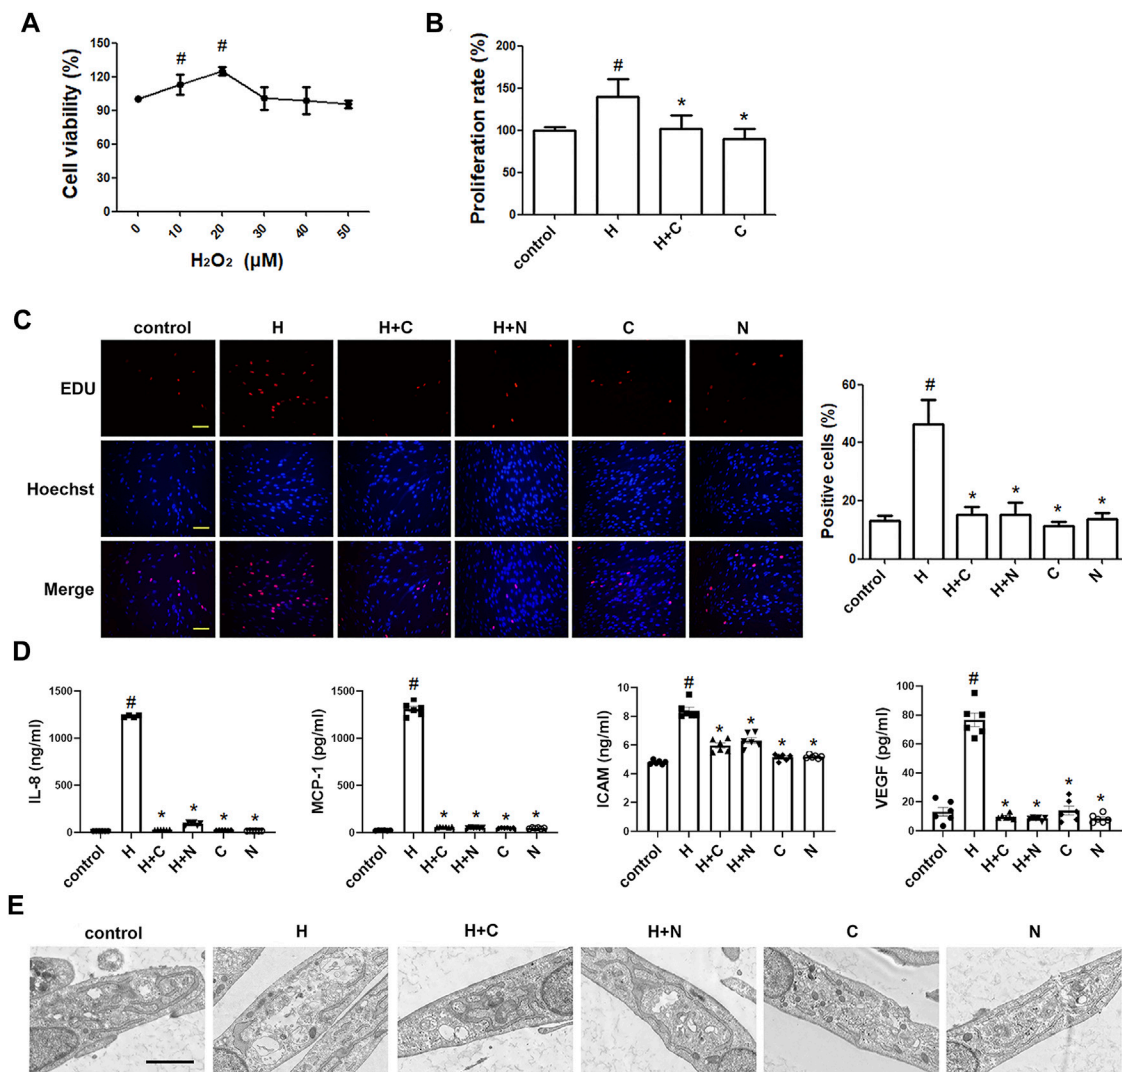 A
Cell viability (%)
150
120
90
60
30
0
#
#
0
10
20
30
40
50
H₂O₂ (μM)
B
Proliferation rate (%)
200
150
100
50
0
#
*
*
control
H
H+C
C
C
control
H
H+C
H+N
C
N
EDU
Hoechst
Merge
Positive cells (%)
60
40
20
0
#
*
*
*
*
control
H
H+C
H+N
C
N
D
IL-8 (ng/ml)
1500
1000
500
0
#
*
*
*
*
control
H
H+C
H+N
C
N
MCP-1 (pg/ml)
1500
1000
500
0
#
*
*
*
*
control
H
H+C
H+N
C
N
ICAM (ng/ml)
10
8
6
4
2
0
#
*
*
*
*
control
H
H+C
H+N
C
N
VEGF (pg/ml)
100
80
60
40
20
0
#
*
*
*
*
control
H
H+C
H+N
C
N
E
control
H
H+C
H+N
C
N